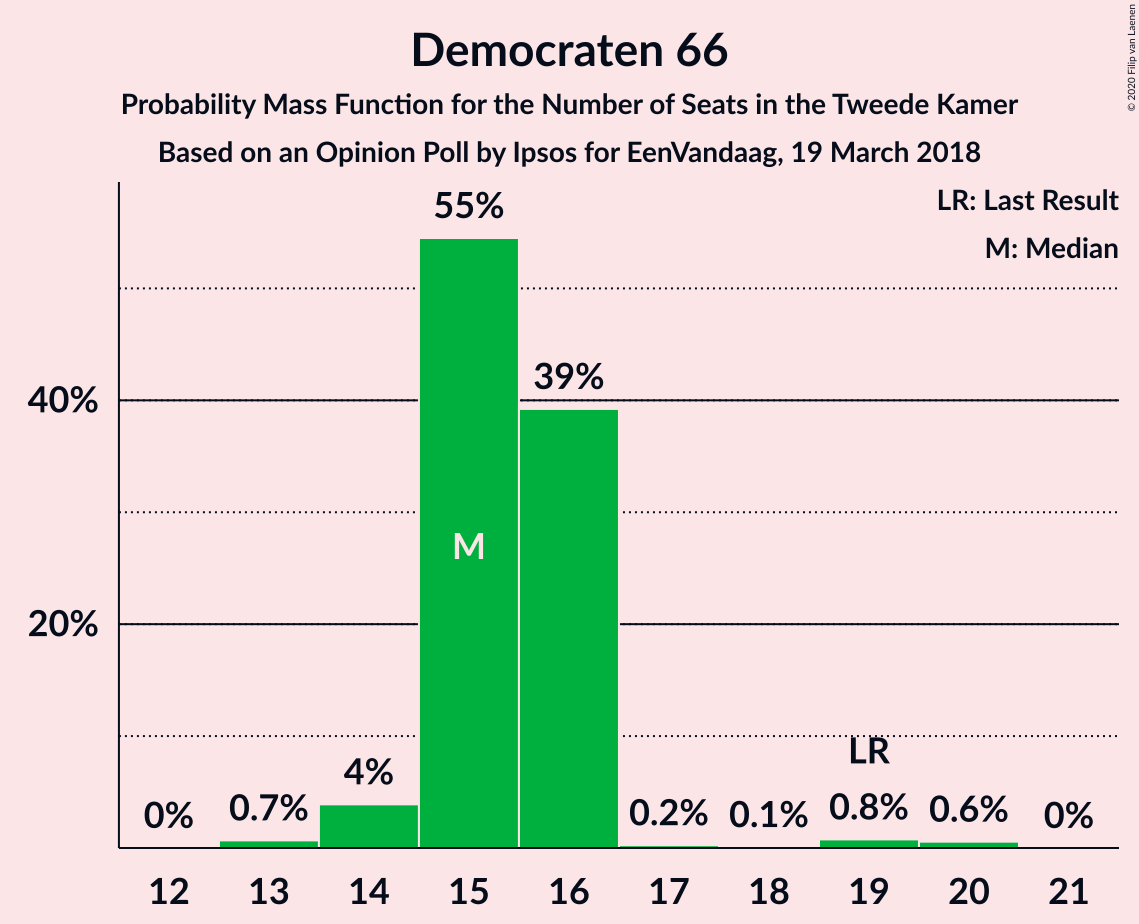 Democraten 66
Probability Mass Function for the Number of Seats in the Tweede Kamer
Based on an Opinion Poll by Ipsos for EenVandaag, 19 March 2018
© 2020 Filip van Laenen
LR: Last Result
M: Median
55%
39%
40%
M
20%
LR
4%
0% 0.7% 0.2% 0.1% 0.8% 0.6% 0%
12 13 14 15 16 17 18 19 20 21